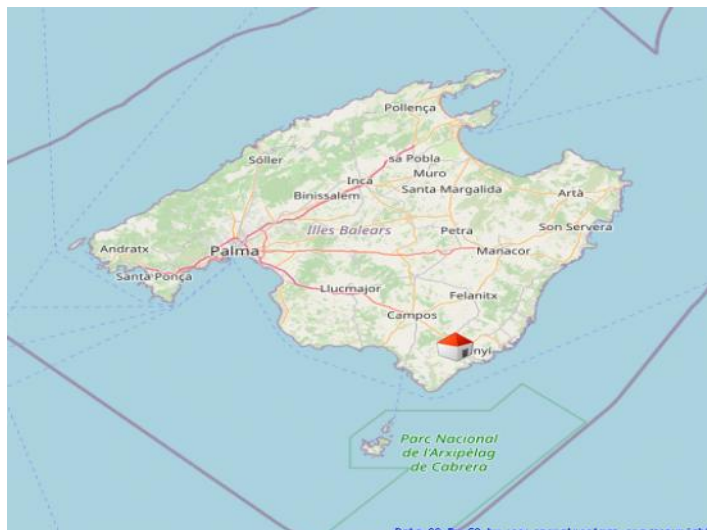 Pollença
Sóller
sa Pobla
Muro
Inca
Santa Margalida
Artà
Binissalem
Illes Balears
Petra
Son Servera
Andratx
Palma
Manacor
Santa Ponça
Llucmajor
Felanitx
Campos
nyí
Parc Nacional
de l'Arxipèlag
de Cabrera